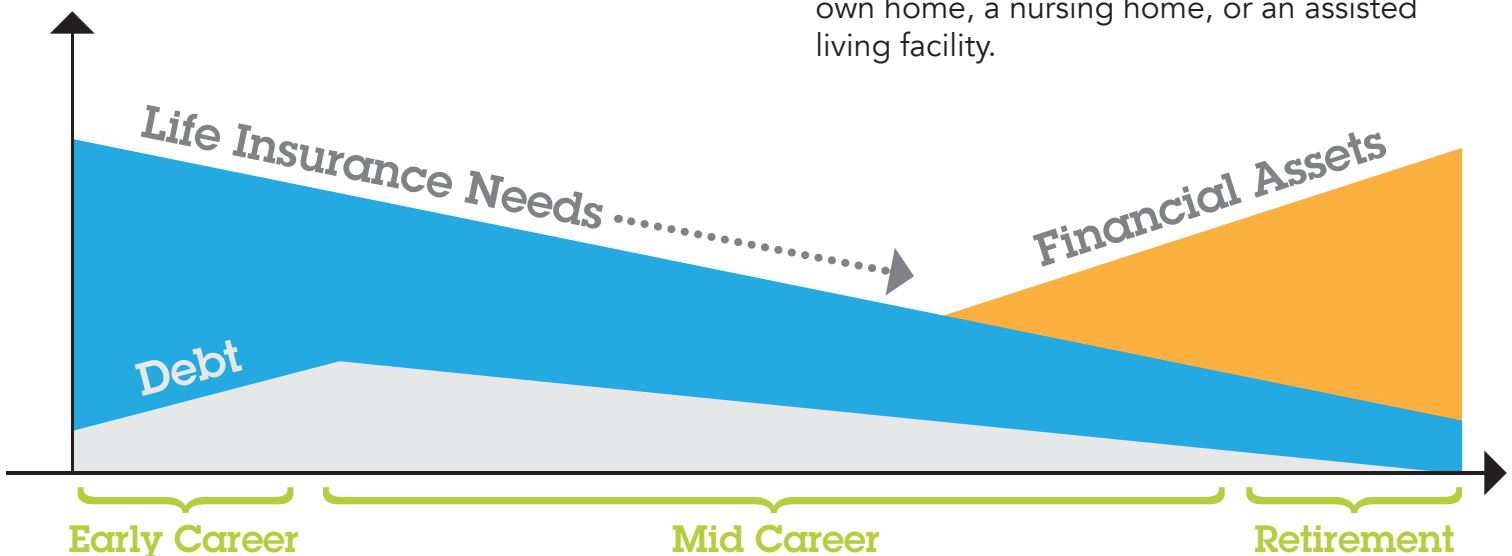 own home, a nursing home, or an assisted
living facility.
Life Insurance Needs
Financial Assets
Debt
Early Career
Mid Career
Retirement